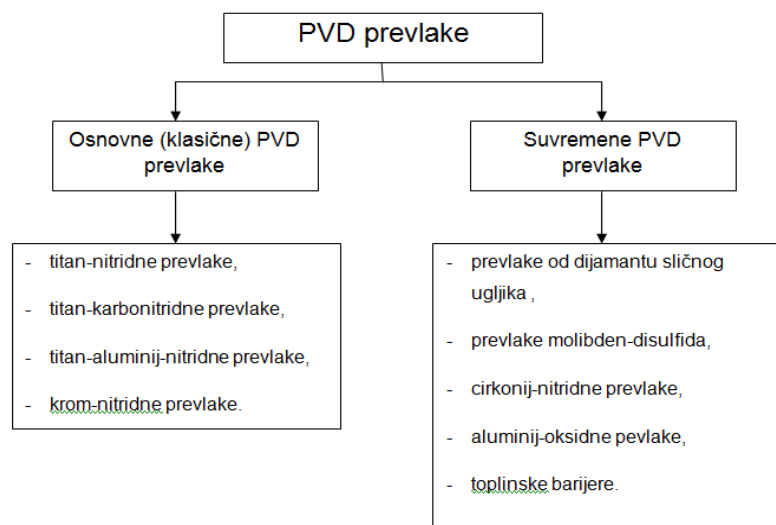 PVD prevlake
Osnovne (klasične) PVD
prevlake
Suvremene PVD
prevlake
- titan-nitridne prevlake,
- titan-karbonitridne prevlake,
- titan-aluminij-nitridne prevlake,
- krom-nitridne prevlake.
- prevlake od dijamantu sličnog
ugljika ,
- prevlake molibden-disulfida,
- cirkonij-nitridne prevlake,
- aluminij-oksidne pevlake,
- toplinske barijere.